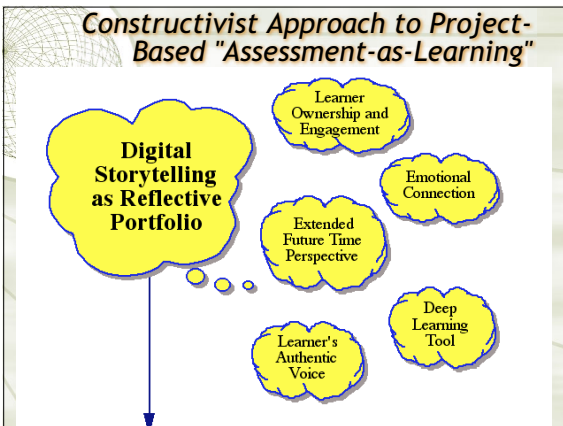 Constructivist Approach to Project-
Based "Assessment-as-Learning"
Digital
Storytelling
as Reflective
Portfolio
Learner
Ownership and
Engagement
Emotional
Connection
Extended
Future Time
Perspective
Deep
Learning
Tool
Learner's
Authentic
Voice